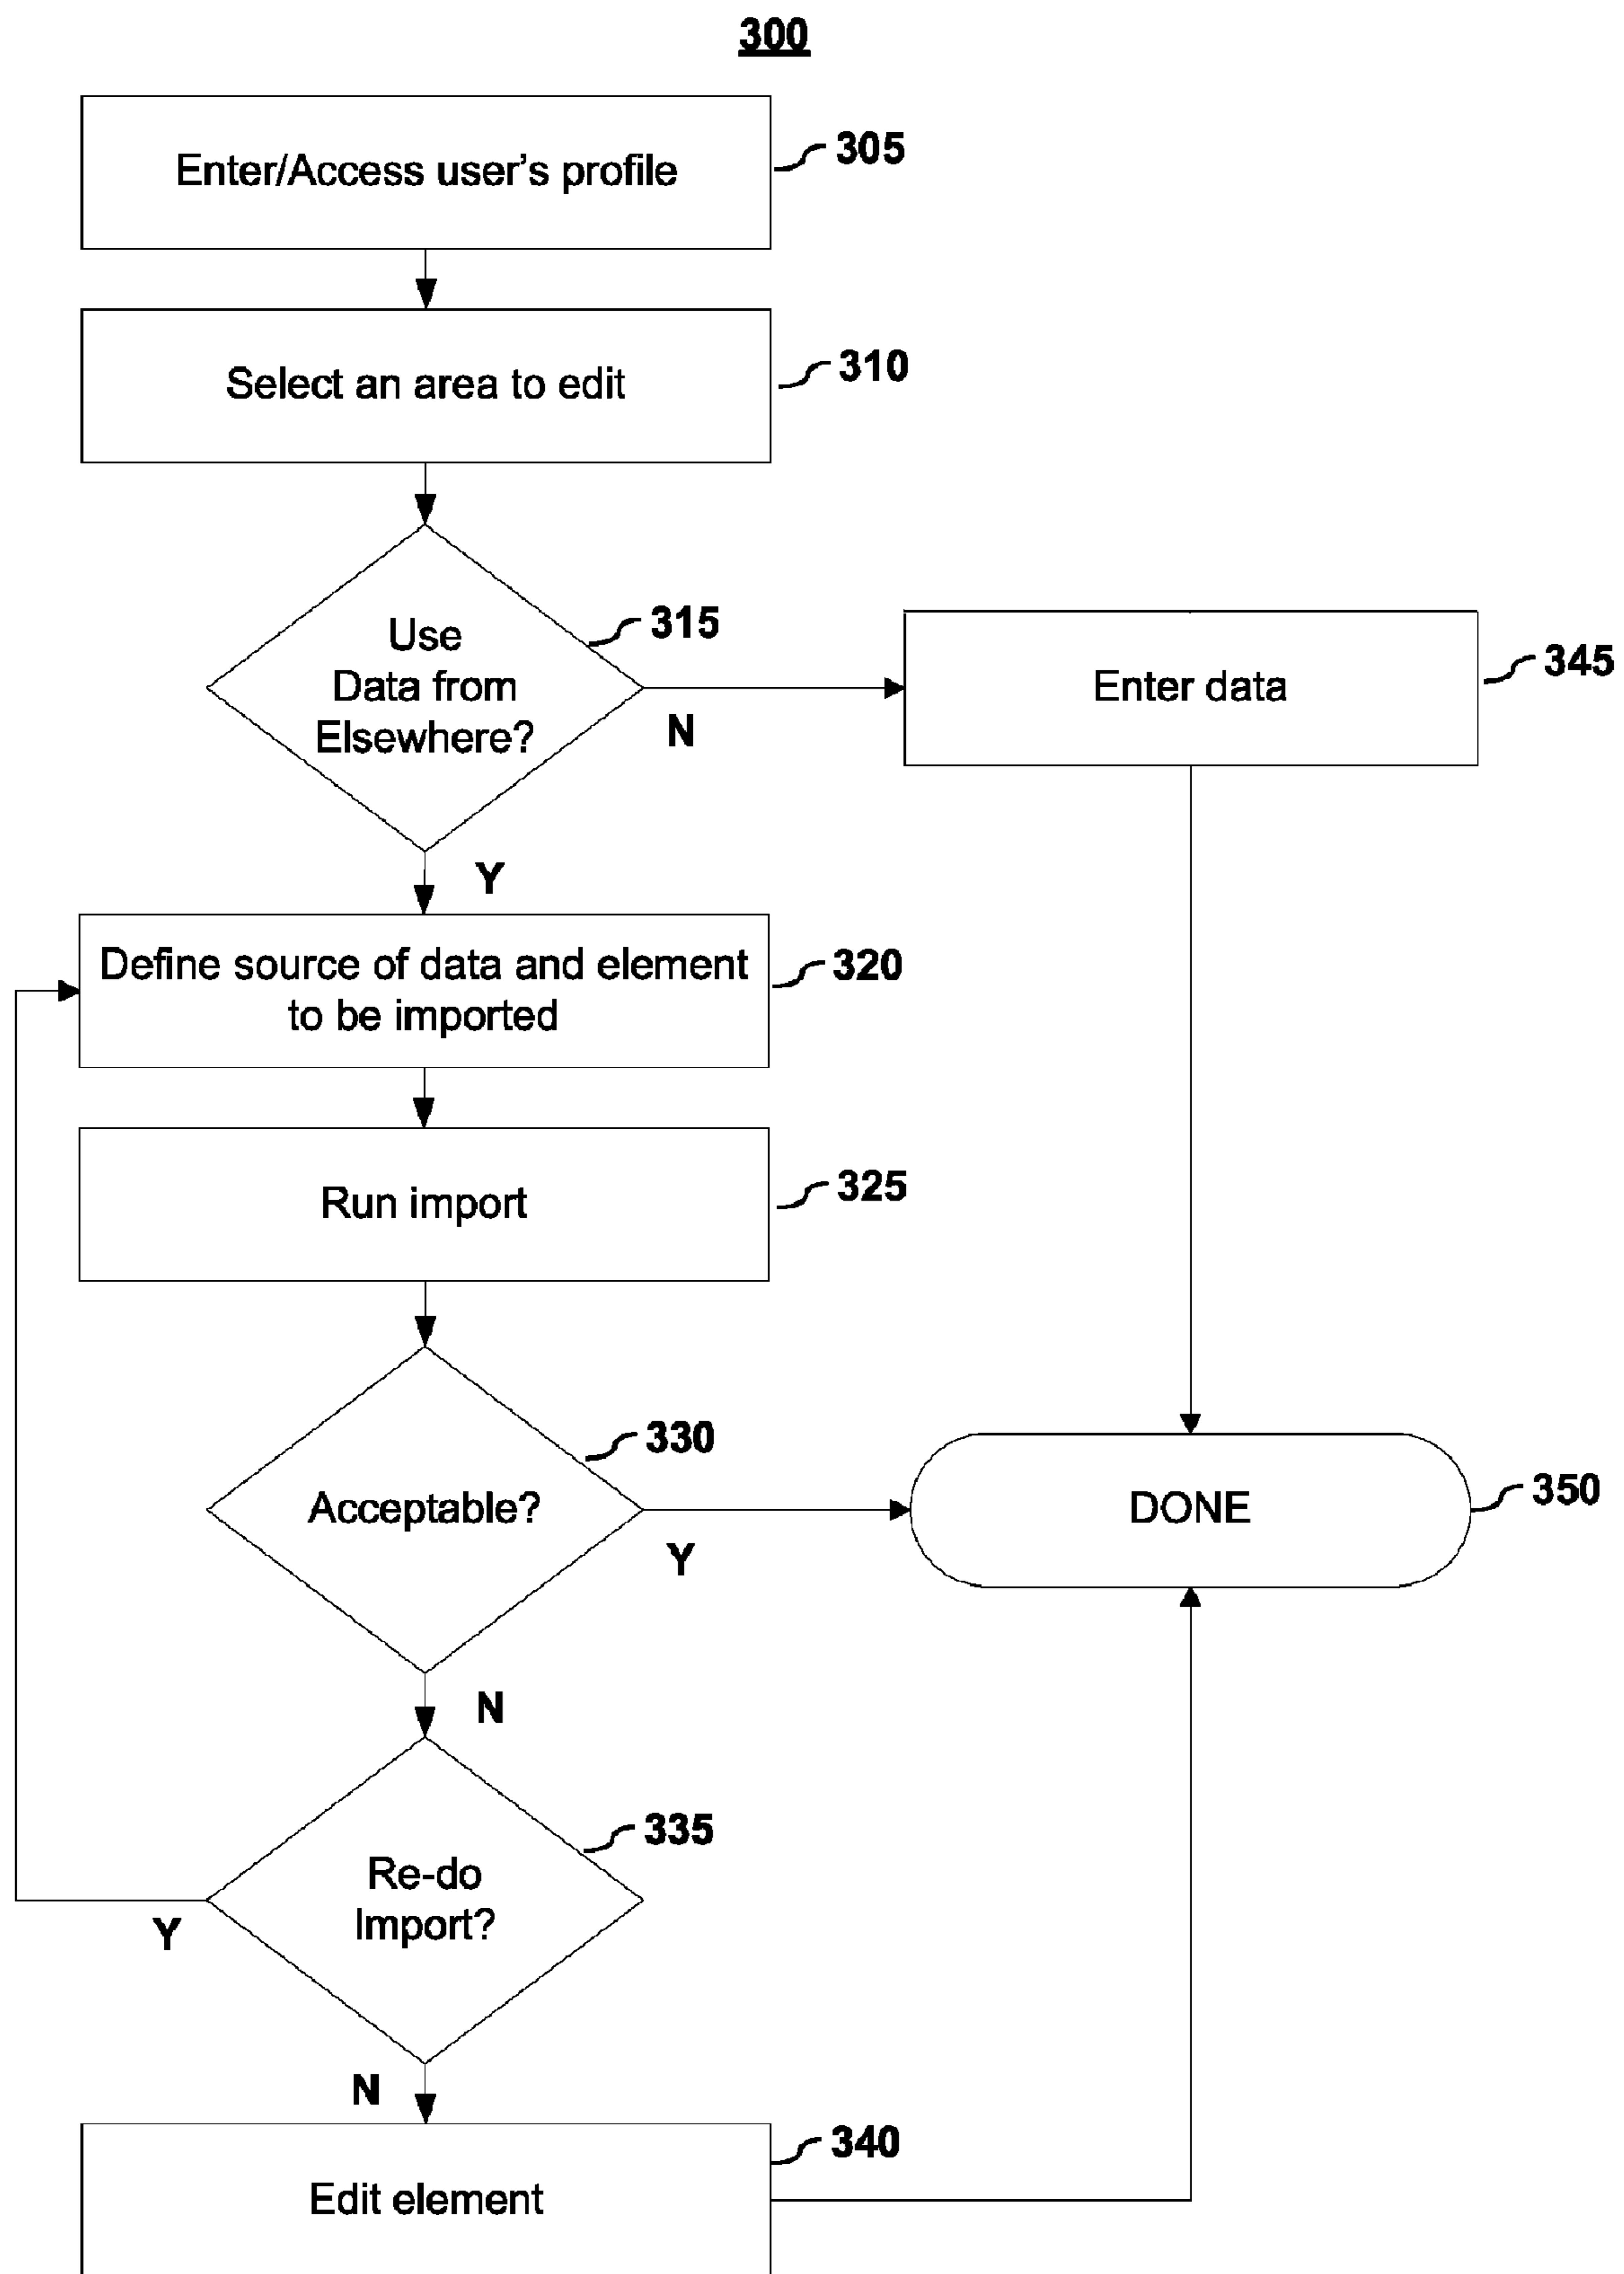 300
Enter/Access user's profile
305
Select an area to edit
310
Use
Data from
Elsewhere?
315
N
Enter data
345
Y
Define source of data and element
to be imported
320
Run import
325
Acceptable?
330
Y
DONE
350
N
Re-do
Import?
335
Y
N
Edit element
340